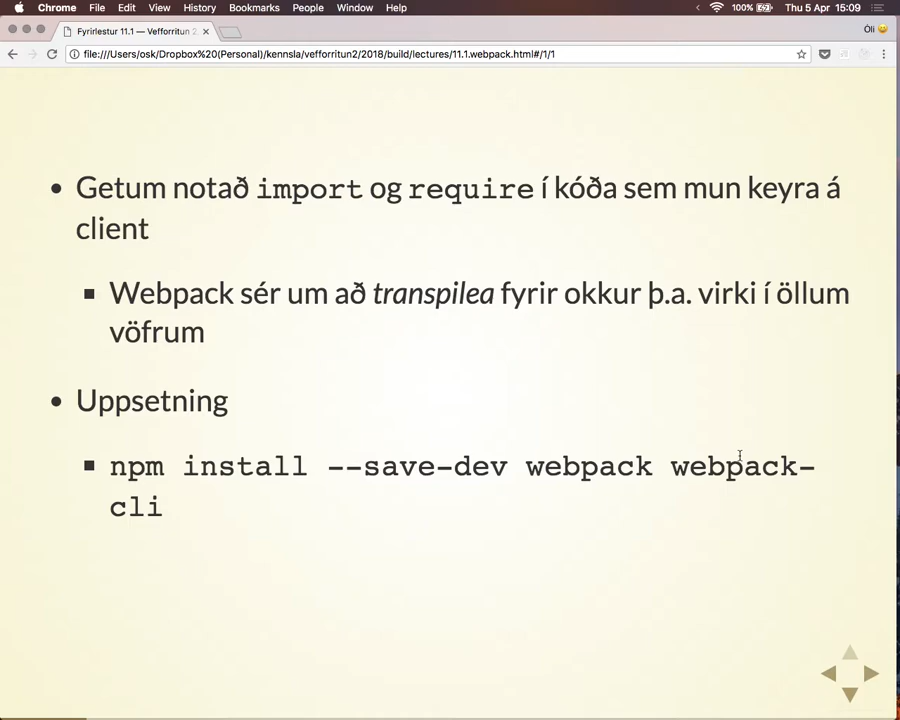 Chrome File Edit View History Bookmarks People Window Help 100% Thu 5 Apr 15:09
Fyrirlestur 11.1 — Vefforritun 2, Óli
file:///Users/osk/Dropbox%20(Personal)/kennsla/vefforritun2/2018/build/lectures/11.1.webpack.html#/1/1
Getum notað import og require í kóða sem mun keyra á
client
Webpack sér um að transpilea fyrir okkur þ.a. virki í öllum
vöfrum
Uppsetning
npm install --save-dev webpack webpack-
cli